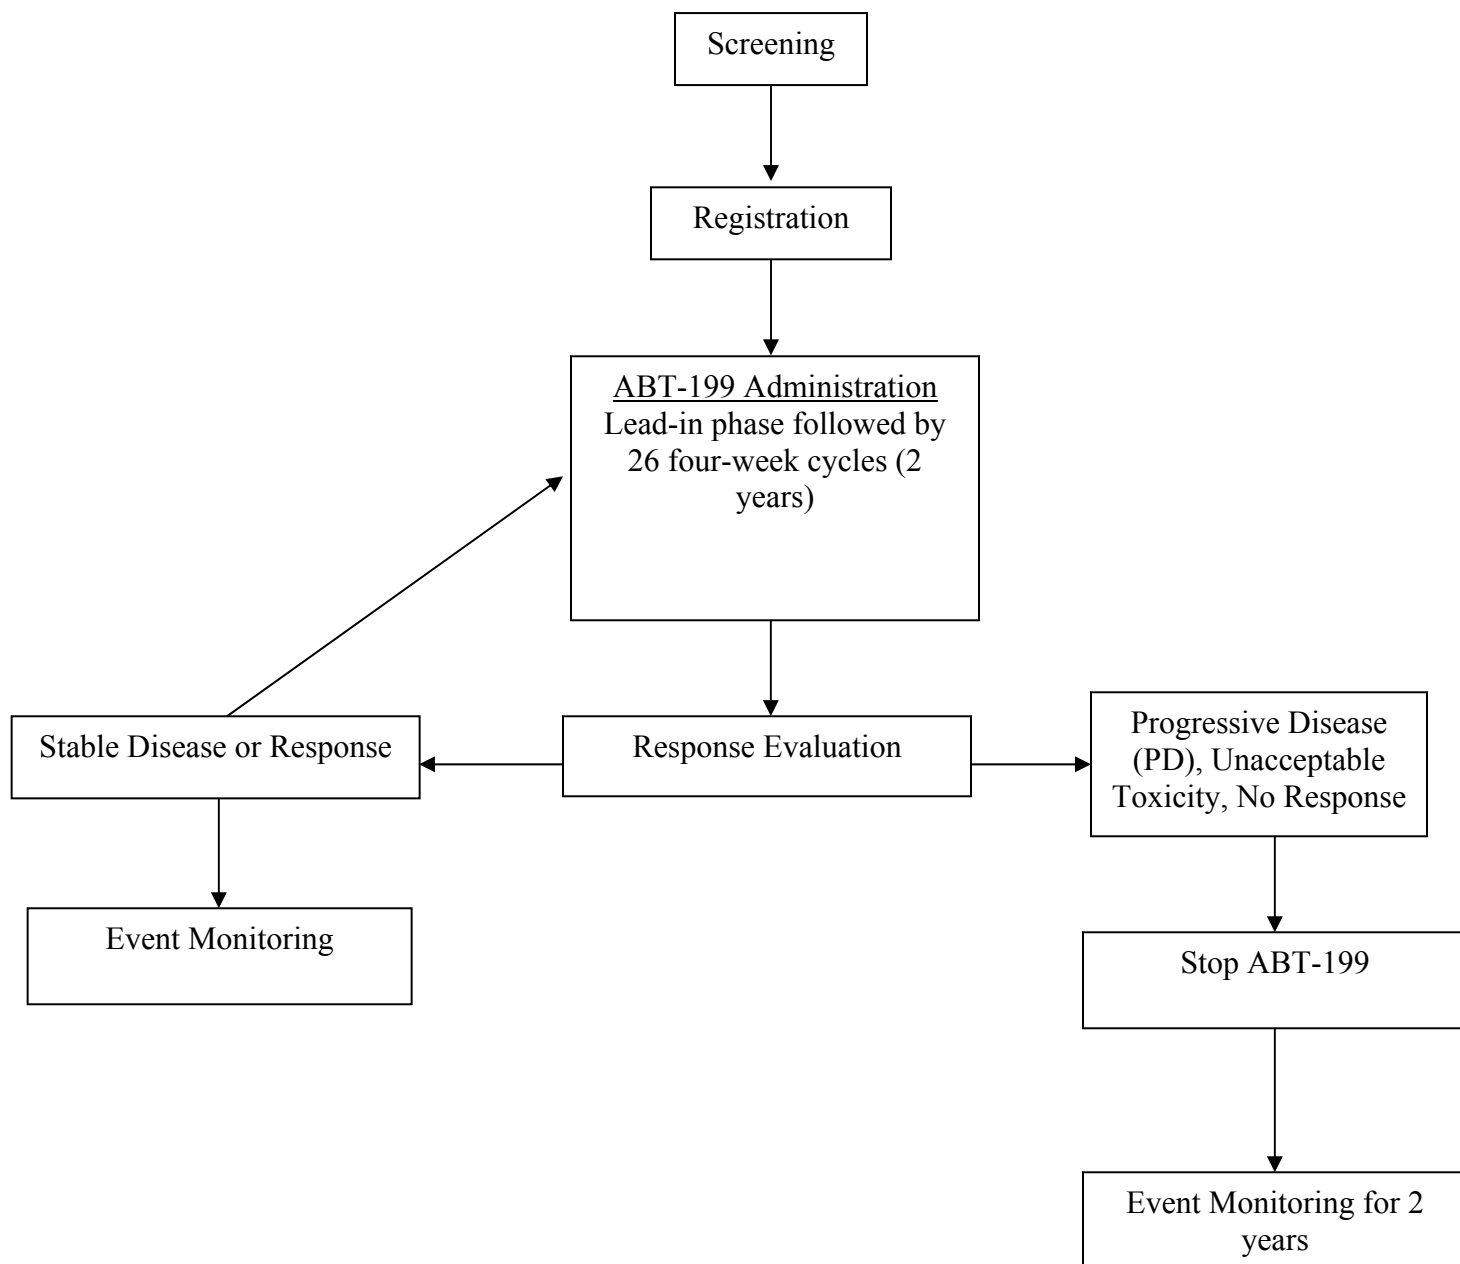 Screening
Registration
ABT-199 Administration
Lead-in phase followed by
26 four-week cycles (2
years)
Stable Disease or Response
Response Evaluation
Progressive Disease
(PD), Unacceptable
Toxicity, No Response
Event Monitoring
Stop ABT-199
Event Monitoring for 2
years